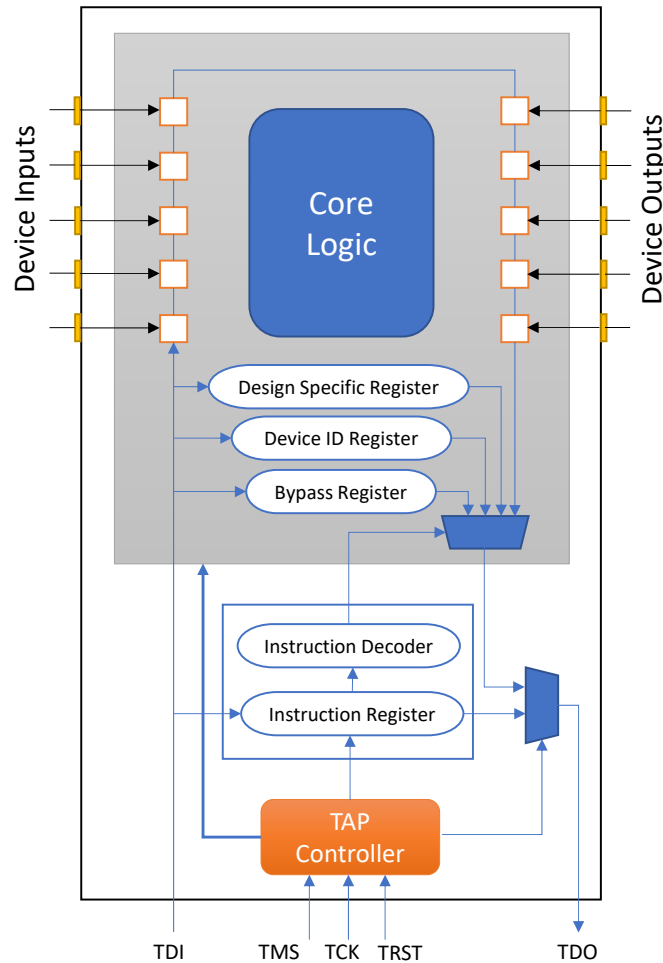 Device Inputs
Device Outputs
Core
Logic
Design Specific Register
Device ID Register
Bypass Register
Instruction Decoder
Instruction Register
TAP
Controller
TDI
TMS
TCK
TRST
TDO